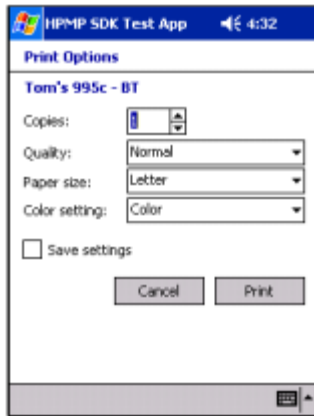 HPMP SDK Test App 4:32
Print Options
Tom's 995c - BT
Copies: 1
Quality: Normal
Paper size: Letter
Color setting: Color
Save settings
Cancel Print